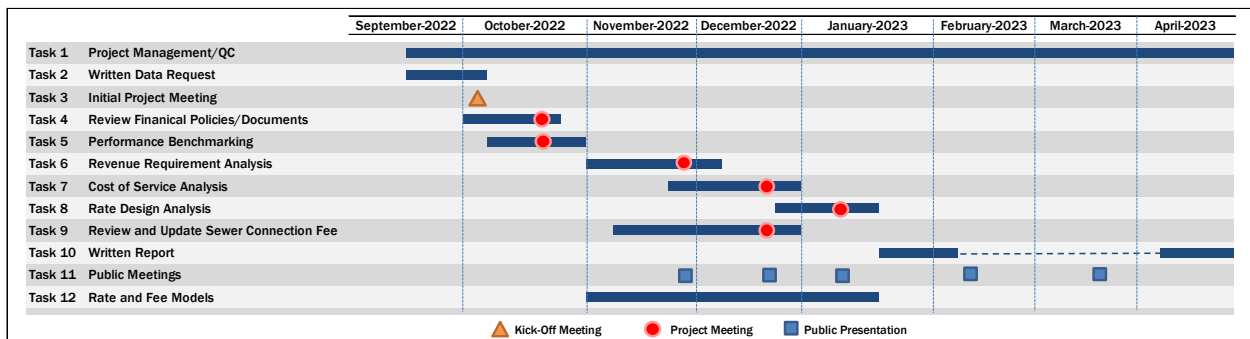 September-2022 October-2022 November-2022 December-2022 January-2023 February-2023 March-2023 April-2023
Task 1 Project Management/QC
Task 2 Written Data Request
Task 3 Initial Project Meeting
Task 4 Review Finanical Policies/Documents
Task 5 Performance Benchmarking
Task 6 Revenue Requirement Analysis
Task 7 Cost of Service Analysis
Task 8 Rate Design Analysis
Task 9 Review and Update Sewer Connection Fee
Task 10 Written Report
Task 11 Public Meetings
Task 12 Rate and Fee Models
Kick-Off Meeting Project Meeting Public Presentation